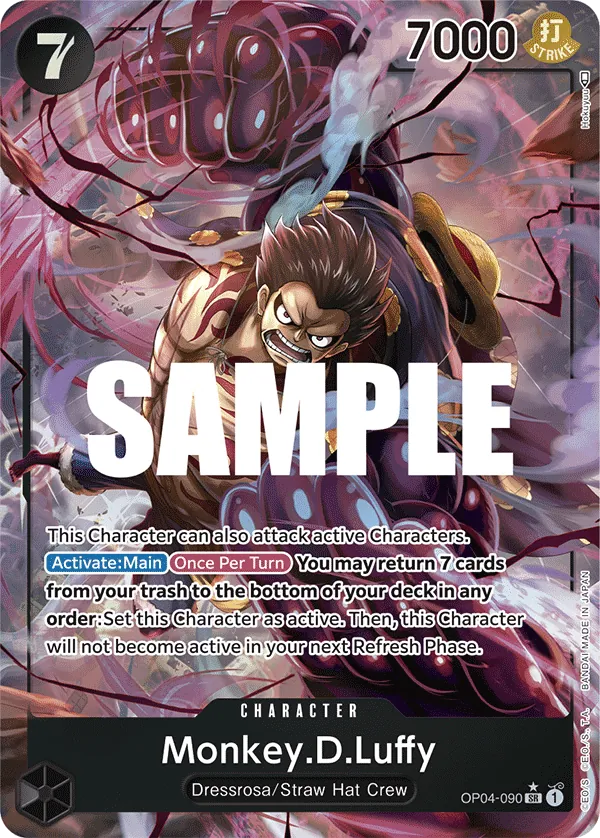 7
7000
打
STRIKE
Hokuyuu
SAMPLE
This Character can also attack active Characters.
Activate:Main Once Per Turn You may return 7 cards
from your trash to the bottom of your deck in any
order:Set this Character as active. Then, this Character
will not become active in your next Refresh Phase.
©E.O/S ©E.O./S., T.A. BANDAI MADE IN JAPAN
CHARACTER
Monkey.D.Luffy
Dressrosa/Straw Hat Crew
OP04-090 SR 1